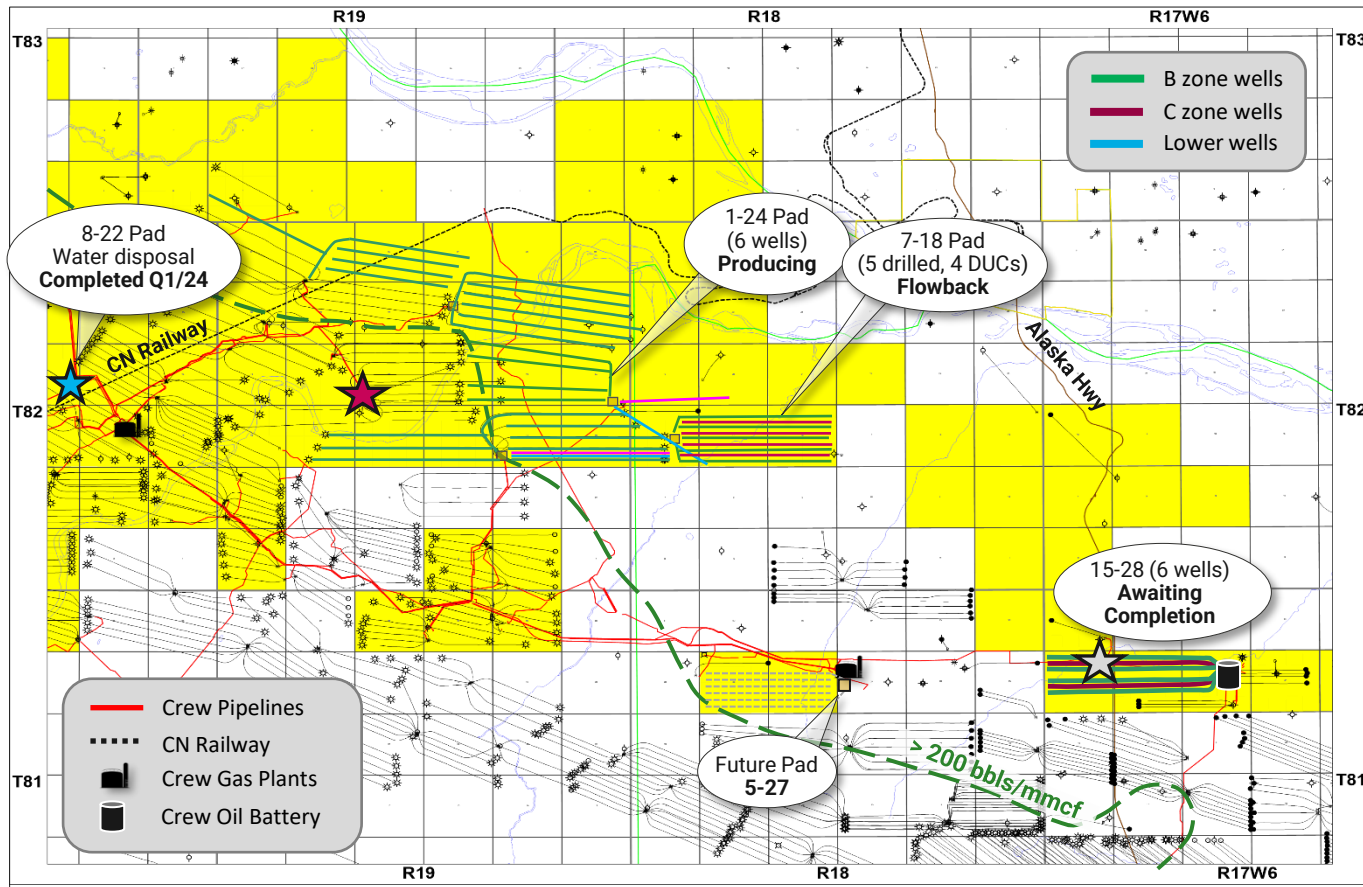 R19
R18
R17W6
T83
T83
B zone wells
C zone wells
Lower wells
1-24 Pad
(6 wells)
Producing
8-22 Pad
Water disposal
Completed Q1/24
7-18 Pad
(5 drilled, 4 DUCs)
Flowback
CN Railway
Alaska Hwy
T82
T82
15-28 (6 wells)
Awaiting
Completion
Crew Pipelines
CN Railway
Crew Gas Plants
Crew Oil Battery
Future Pad
5-27
> 200 bbls/mmcf
T81
T81
R19
R18
R17W6